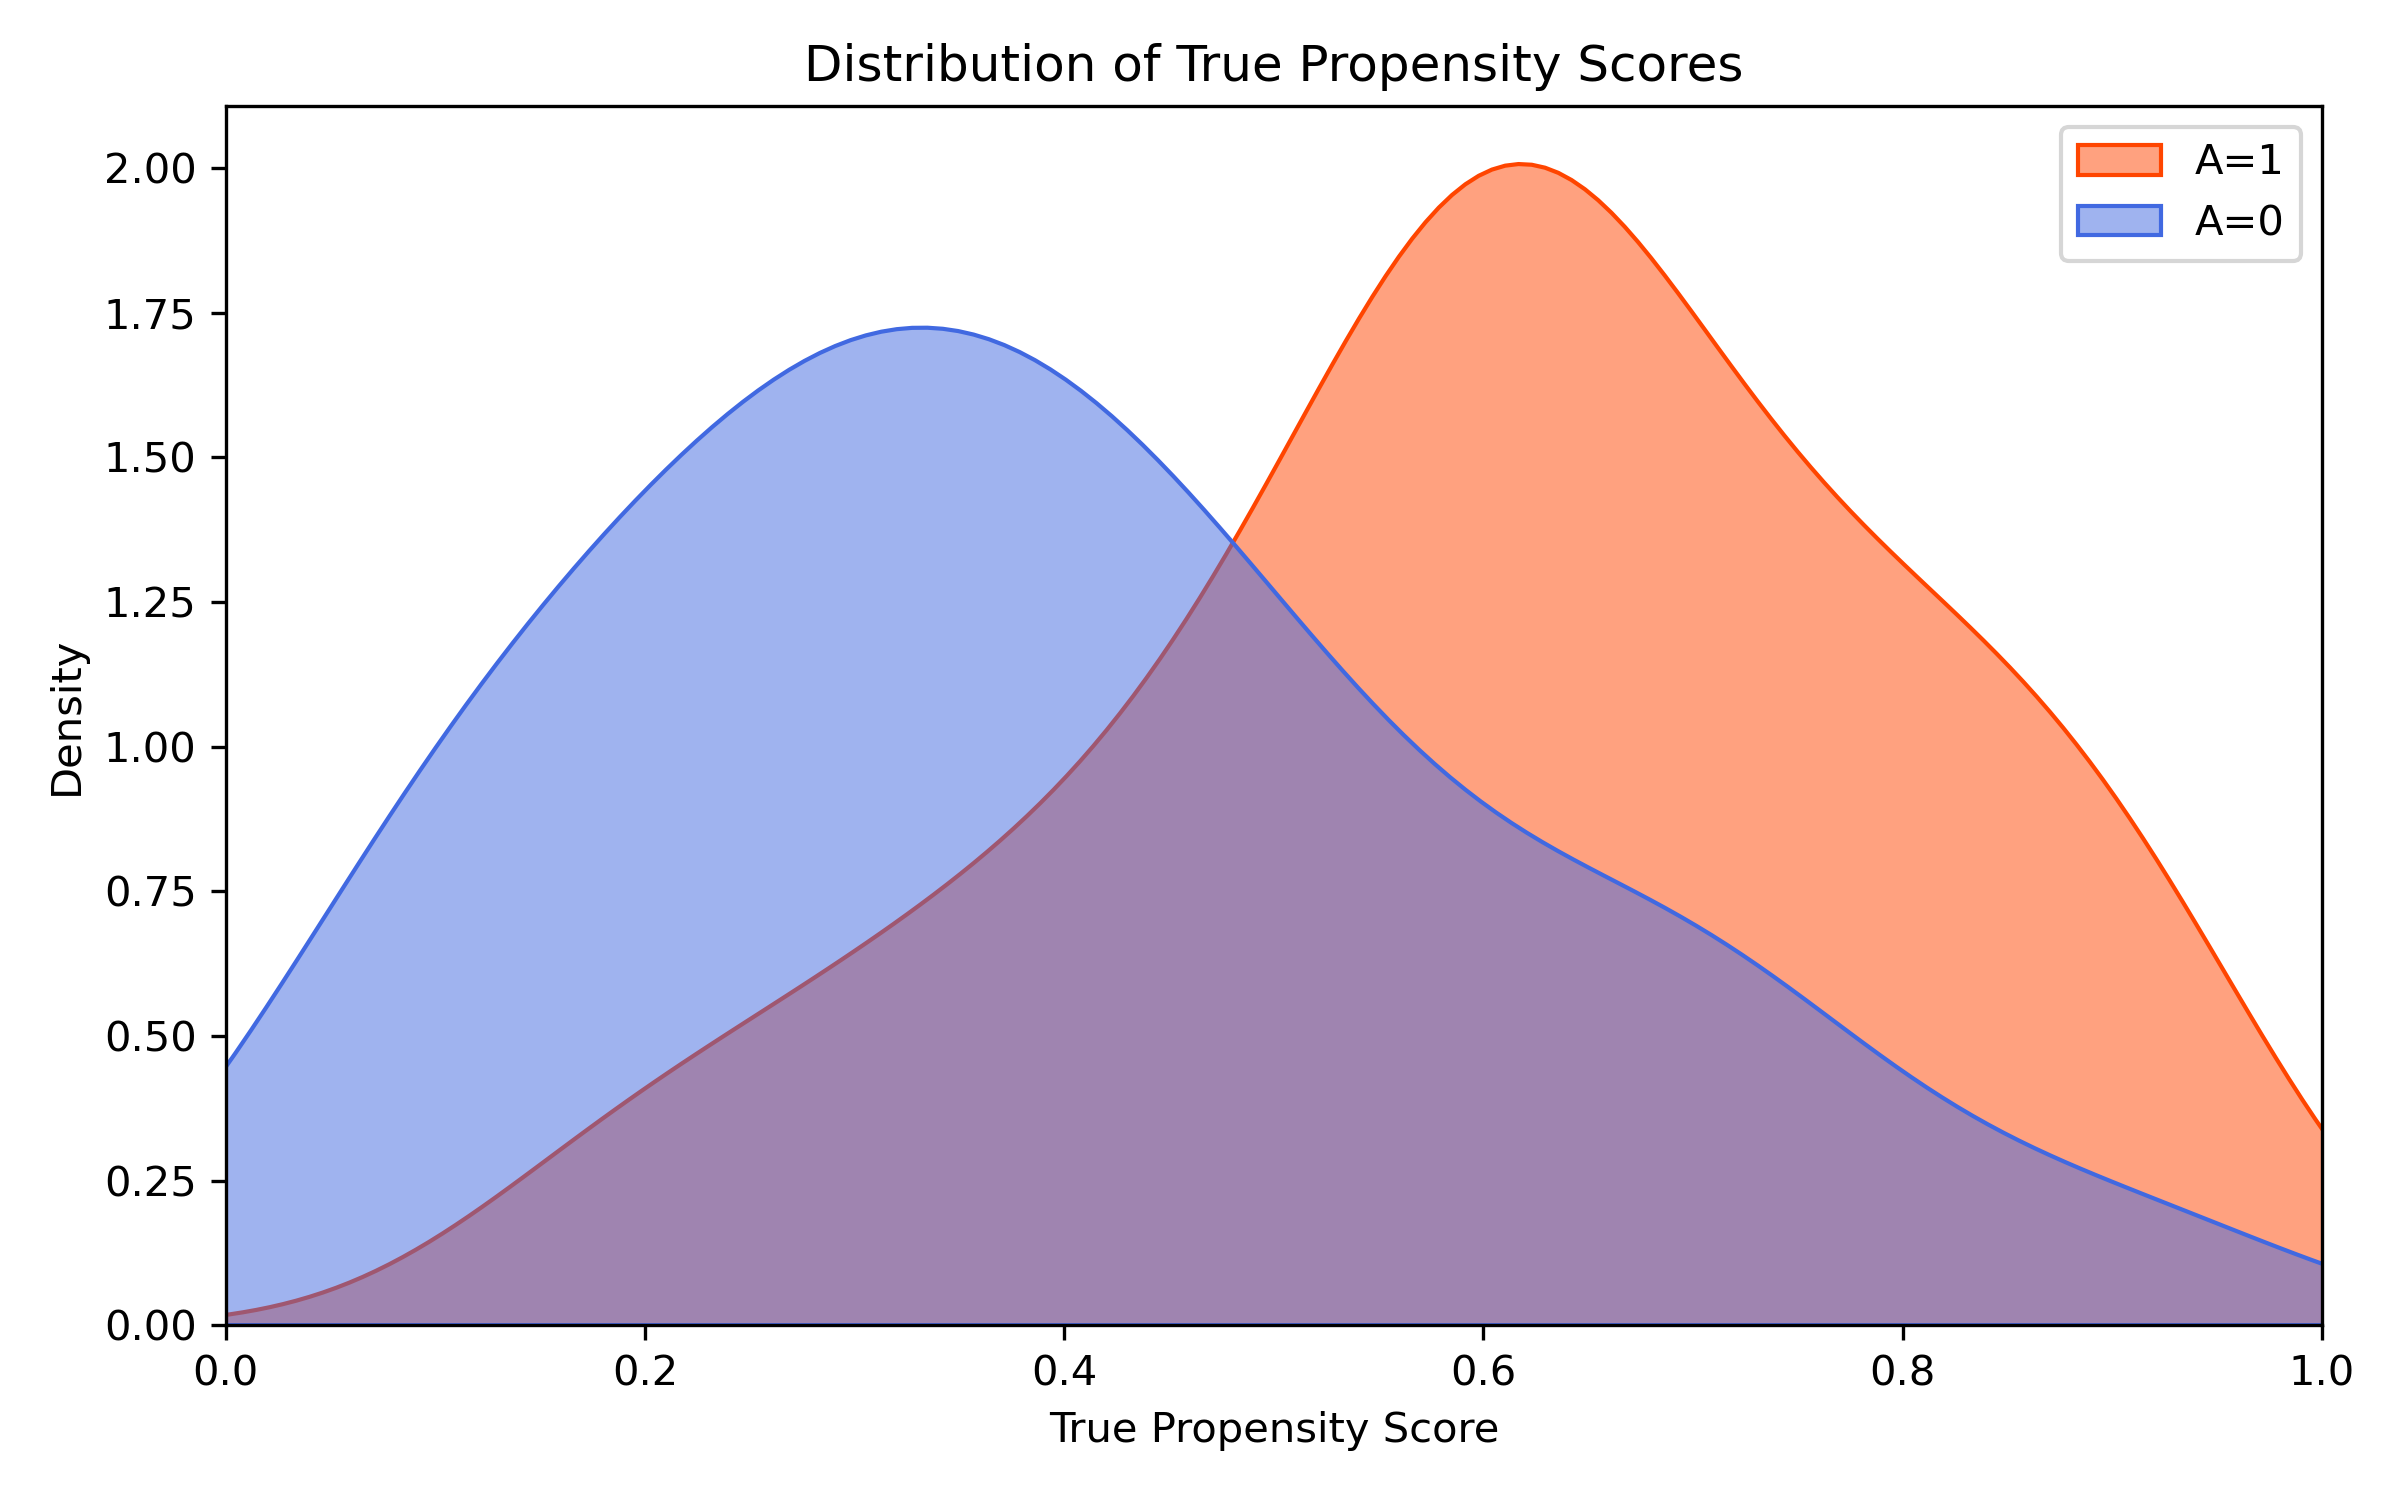 Distribution of True Propensity Scores
A=1
A=0
2.00
1.75
1.50
1.25
1.00
0.75
0.50
0.25
0.00
Density
0.0 0.2 0.4 0.6 0.8 1.0
True Propensity Score